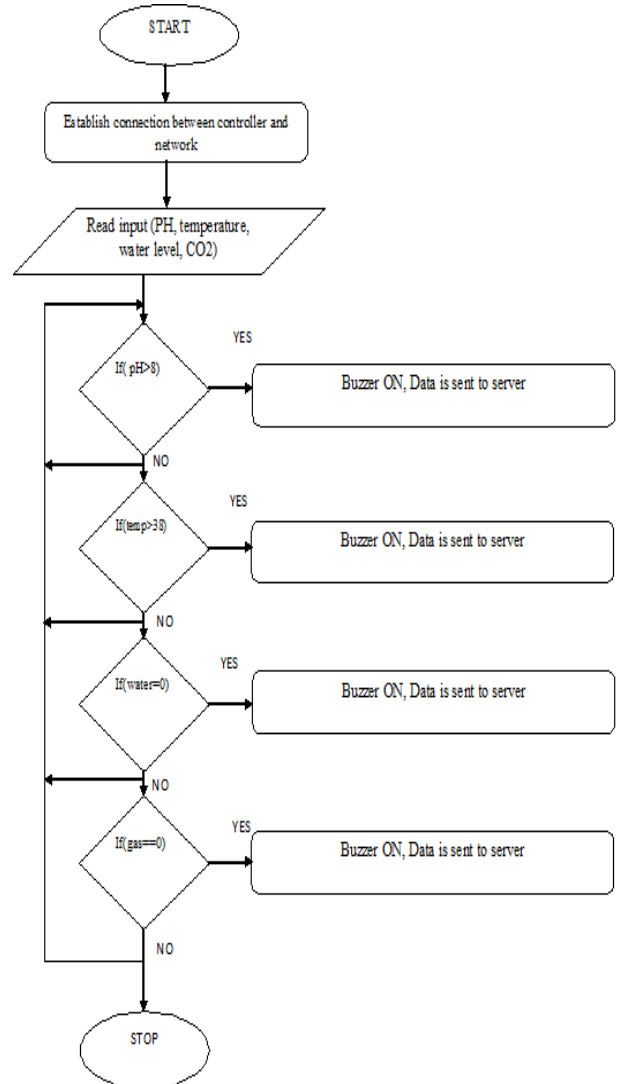 START
Establish connection between controller and
network
Read input (PH, temperature,
water level, CO2)
YES
If( pH>8)
Buzzer ON, Data is sent to server
NO
YES
If(temp>38)
Buzzer ON, Data is sent to server
NO
YES
If(water=0)
Buzzer ON, Data is sent to server
NO
YES
If(gas==0)
Buzzer ON, Data is sent to server
NO
STOP